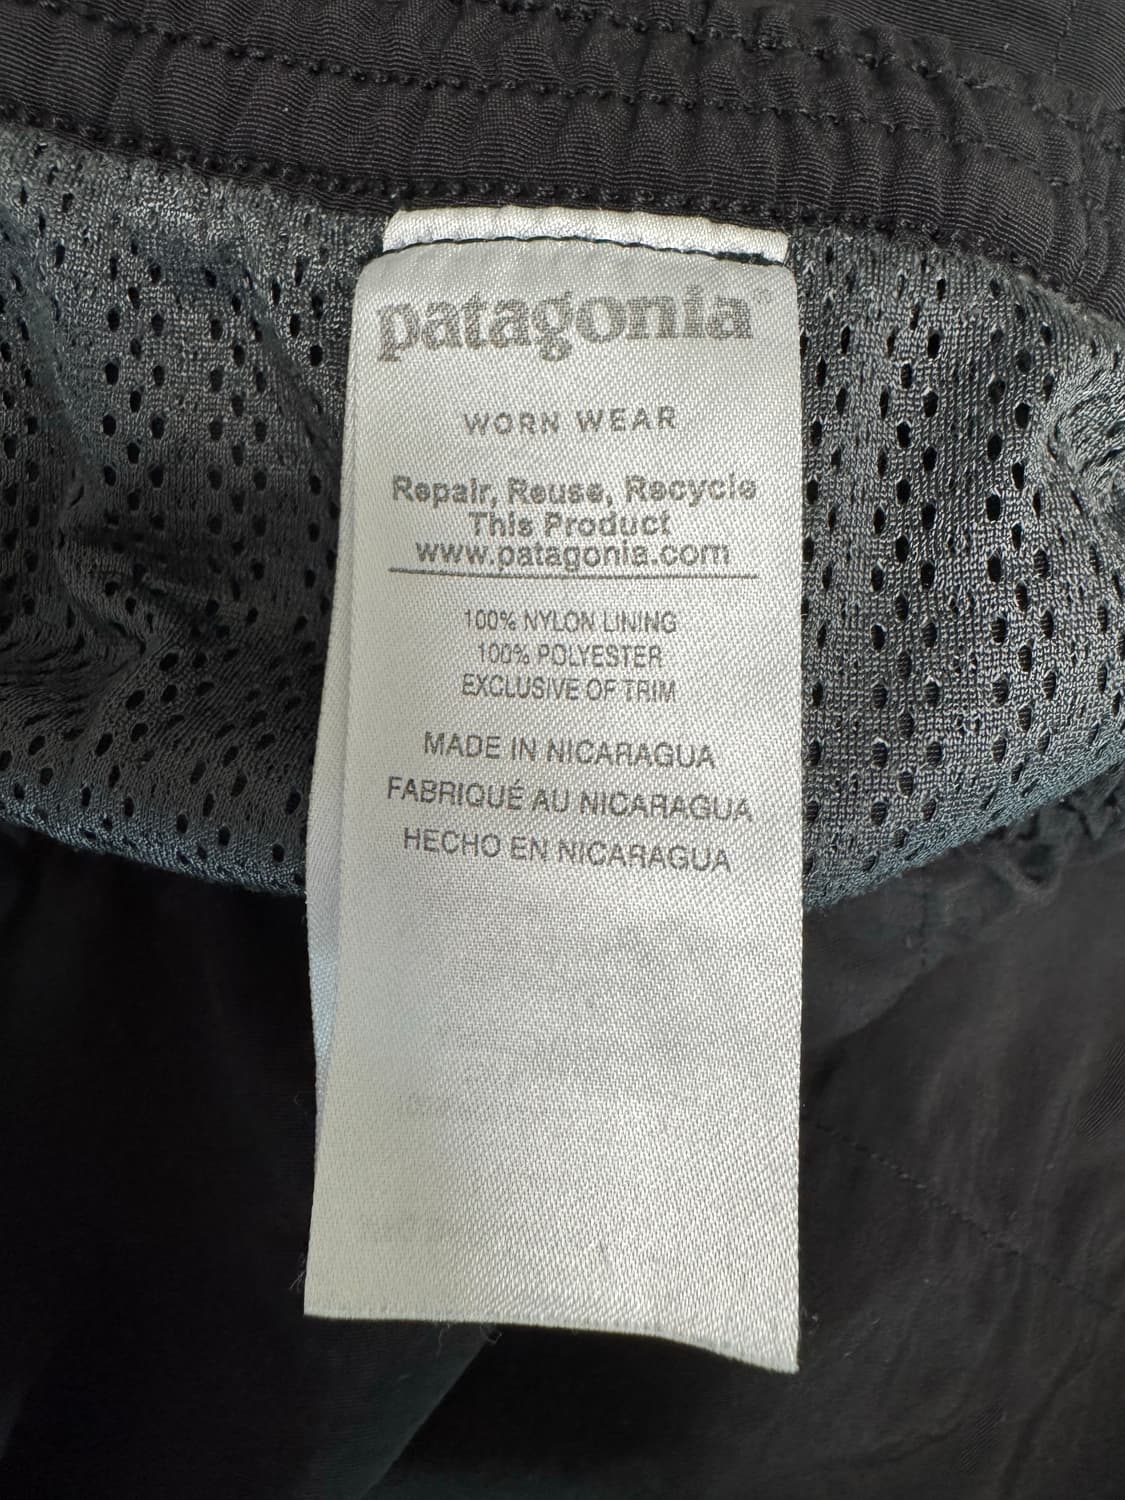 patagonia®
WORN WEAR
Repair, Reuse, Recycle
This Product
www.patagonia.com
100% NYLON LINING
100% POLYESTER
EXCLUSIVE OF TRIM
MADE IN NICARAGUA
FABRIQUÉ AU NICARAGUA
HECHO EN NICARAGUA